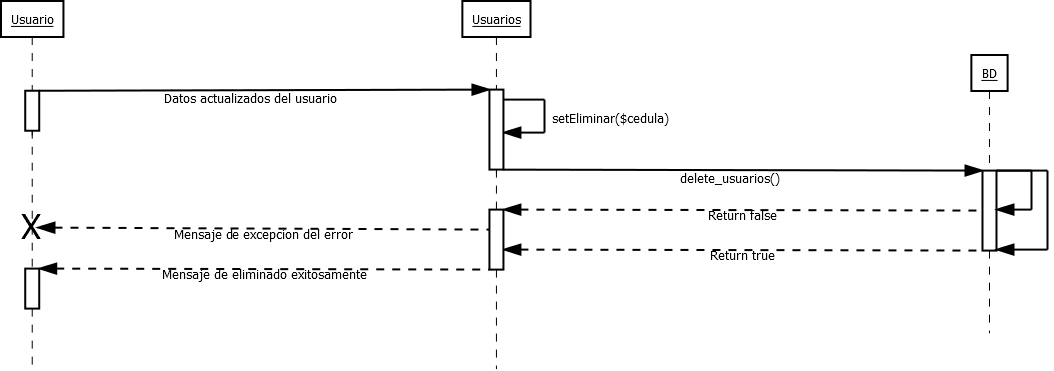 Usuario
Usuarios
BD
Datos actualizados del usuario
setEliminar($cedula)
delete_usuarios()
Return false
X
Mensaje de excepcion del error
Return true
Mensaje de eliminado exitosamente